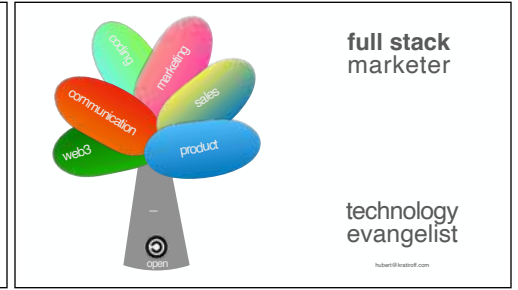 coding
marketing
sales
communication
web3
product
open
full stack
marketer
technology
evangelist
hubert@kratiroff.com